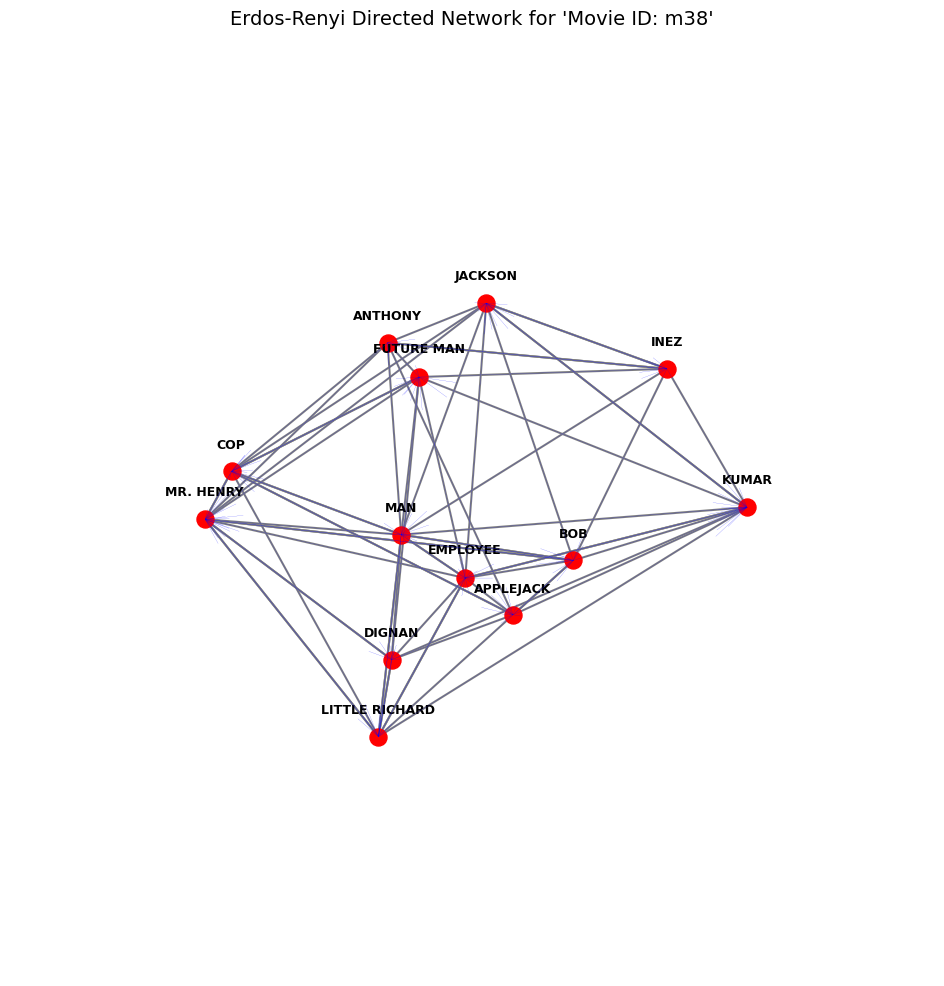 Erdos-Renyi Directed Network for 'Movie ID: m38'
JACKSON
ANTHONY
INEZ
FUTURE MAN
COP
KUMAR
MR. HENRY
MAN
BOB
EMPLOYEE
APPLEJACK
DIGNAN
LITTLE RICHARD